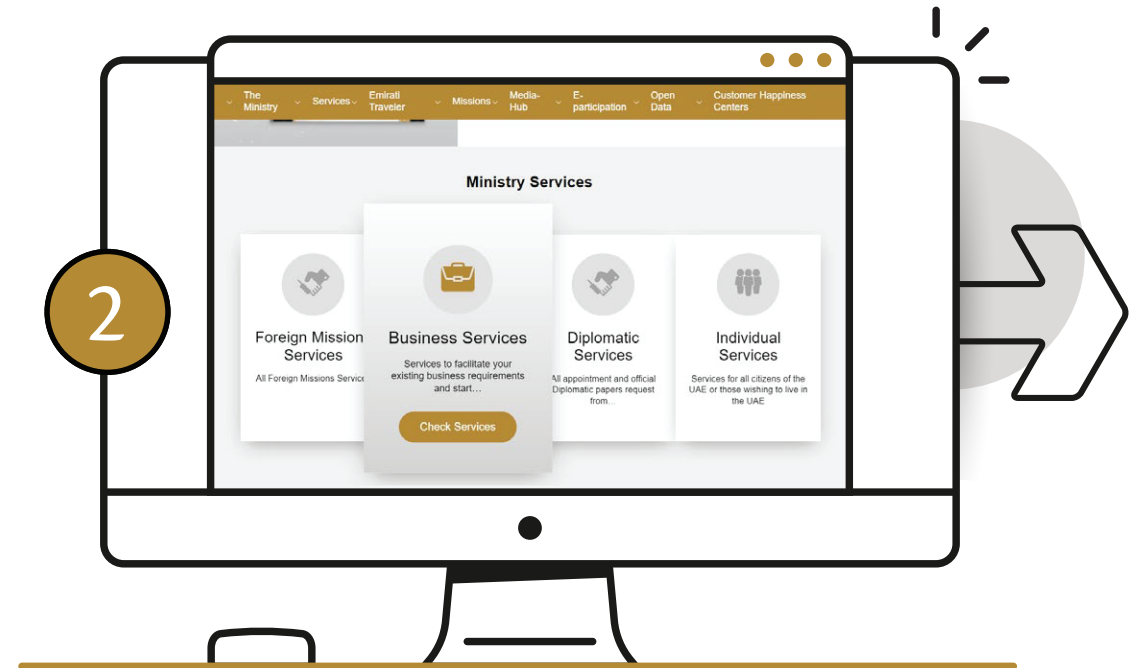 The Ministry
Services
Emirati Traveler
Missions
Media-Hub
E-participation
Open Data
Customer Happiness Centers
Ministry Services
2
Foreign Mission
Services
All Foreign Missions Service
Business Services
Services to facilitate your
existing business requirements
and start...
Check Services
Diplomatic
Services
All appointment and official
Diplomatic papers request
from...
Individual
Services
Services for all citizens of the
UAE or those wishing to live in
the UAE